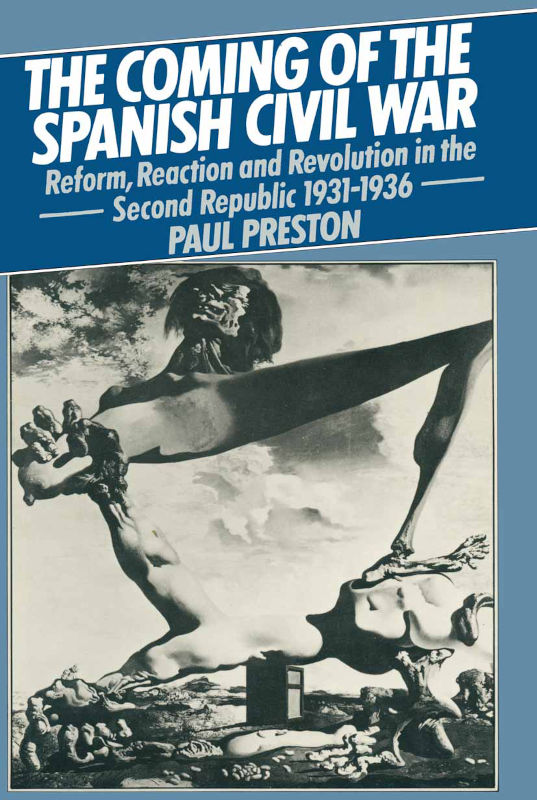 THE COMING OF THE
SPANISH CIVIL WAR
Reform, Reaction and Revolution in the
Second Republic 1931-1936
PAUL PRESTON